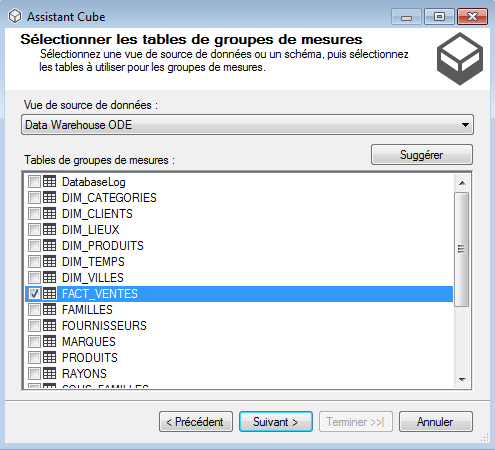 Assistant Cube
Sélectionner les tables de groupes de mesures
Sélectionnez une vue de source de données ou un schéma, puis sélectionnez
les tables à utiliser pour les groupes de mesures.
Vue de source de données :
Data Warehouse ODE
Tables de groupes de mesures :
Suggérer
DatabaseLog
DIM_CATEGORIES
DIM_CLIENTS
DIM_LIEUX
DIM_PRODUITS
DIM_TEMPS
DIM_VILLES
FACT_VENTES
FAMILLES
FOURNISSEURS
MARQUES
PRODUITS
RAYONS
SOUS_FAMILLES
< Précédent
Suivant >
Terminer >>|
Annuler